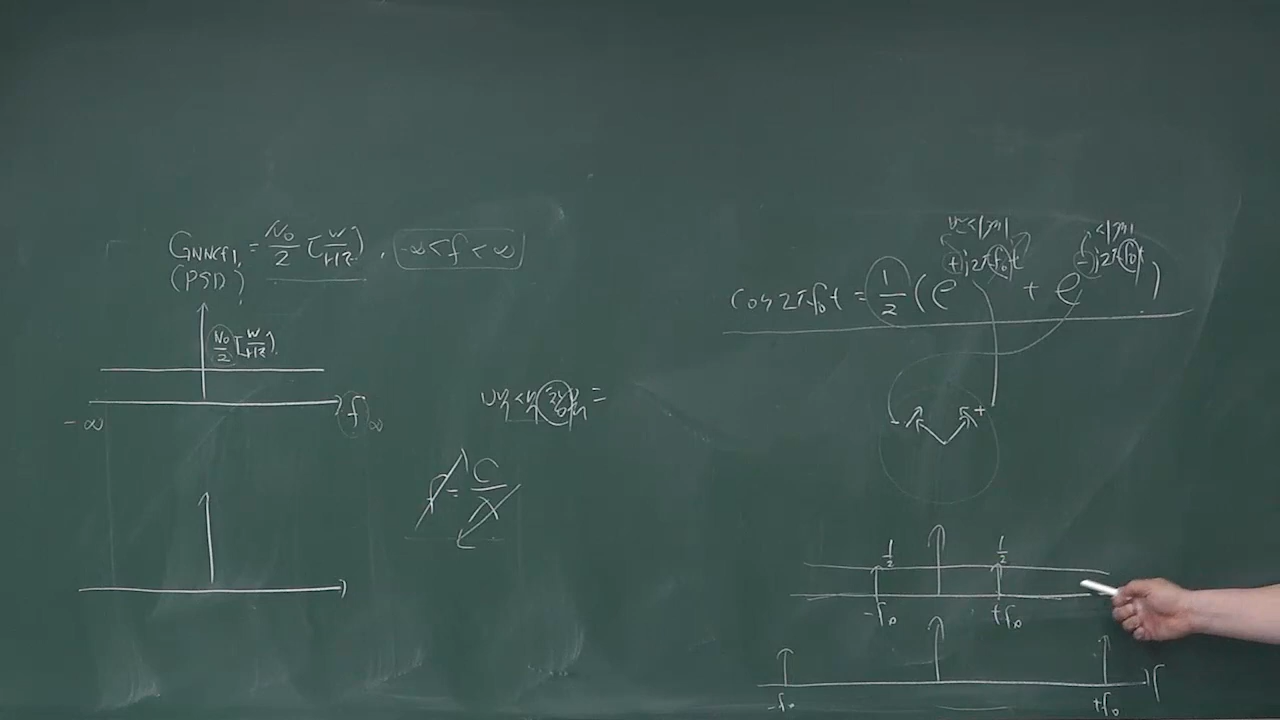 G_NN(f) = N₀/2 [W/Hz], -∞ < f < ∞
(PSD)
N₀/2 [W/Hz].
-∞ f ∞
= C/λ
cos 2πf₀t = 1/2 (e^{+j2πf₀t} + e^{-j2πf₀t})
- +
1/2 1/2
-f₀ +f₀
f
-f₀ +f₀